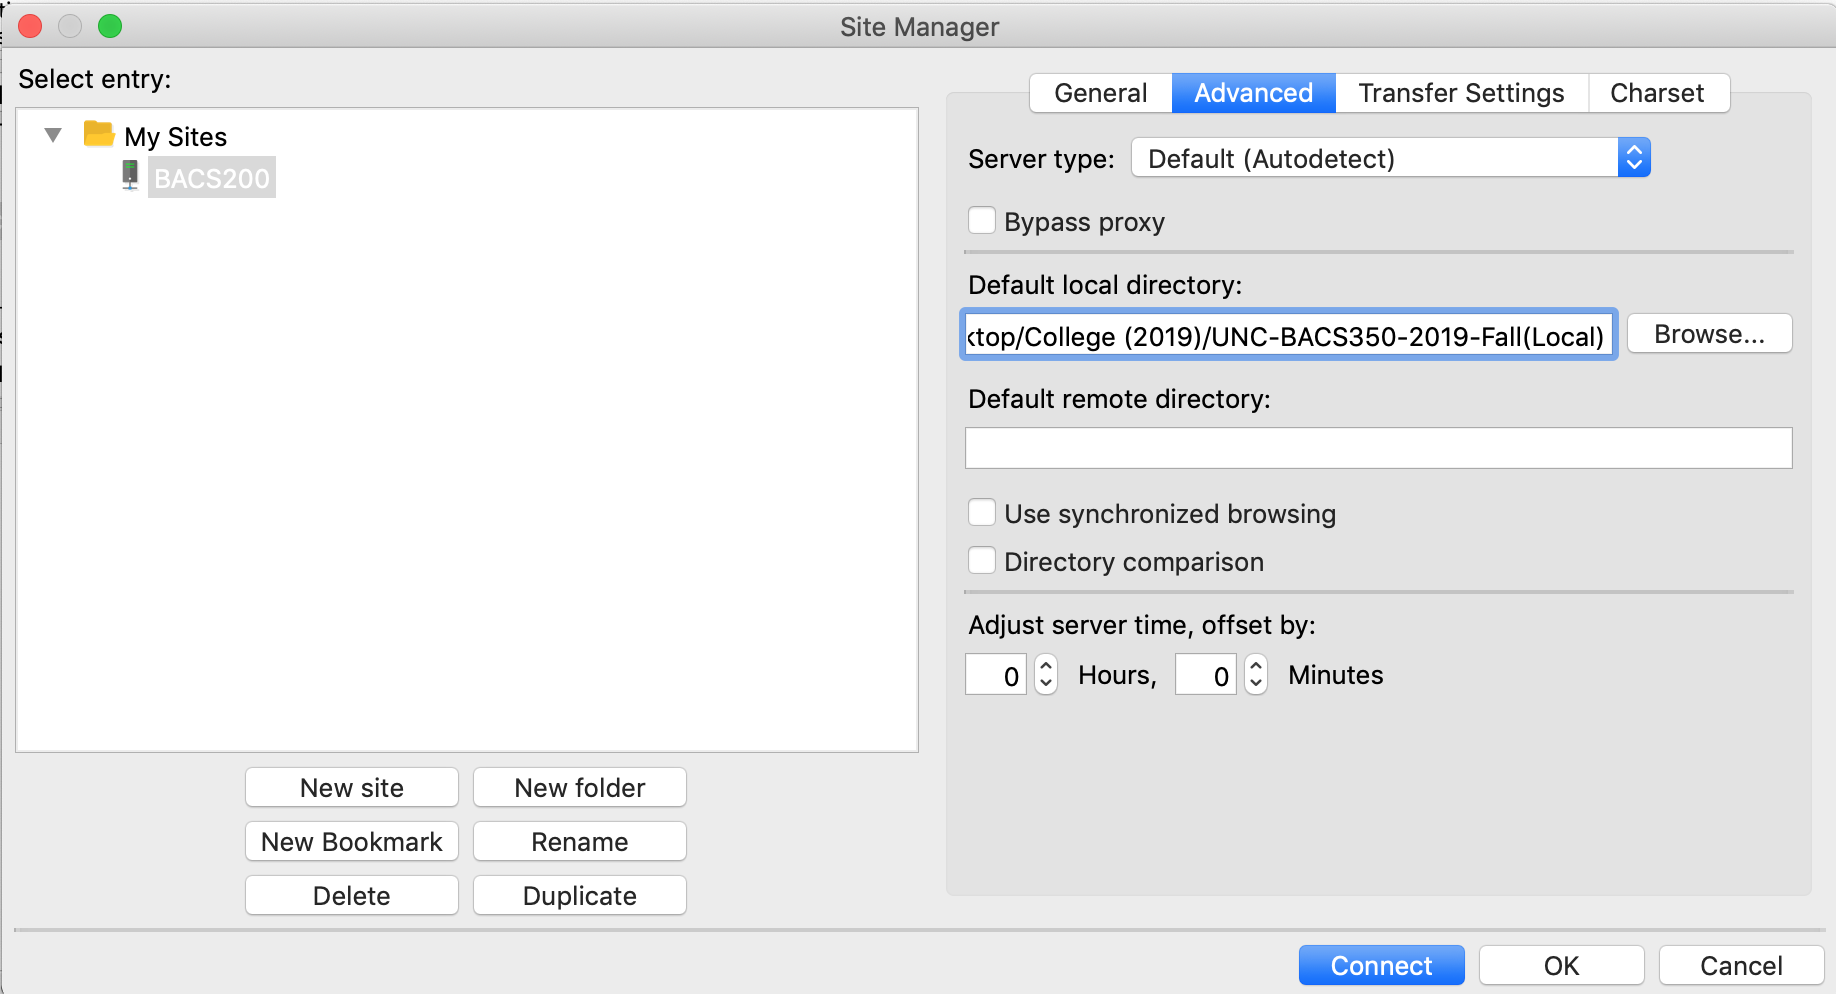 Site Manager
Select entry:
My Sites
BACS200
General Advanced Transfer Settings Charset
Server type: Default (Autodetect)
Bypass proxy
Default local directory:
ktop/College (2019)/UNC-BACS350-2019-Fall(Local) Browse...
Default remote directory:
Use synchronized browsing
Directory comparison
Adjust server time, offset by:
0 Hours, 0 Minutes
New site New folder
New Bookmark Rename
Delete Duplicate
Connect OK Cancel